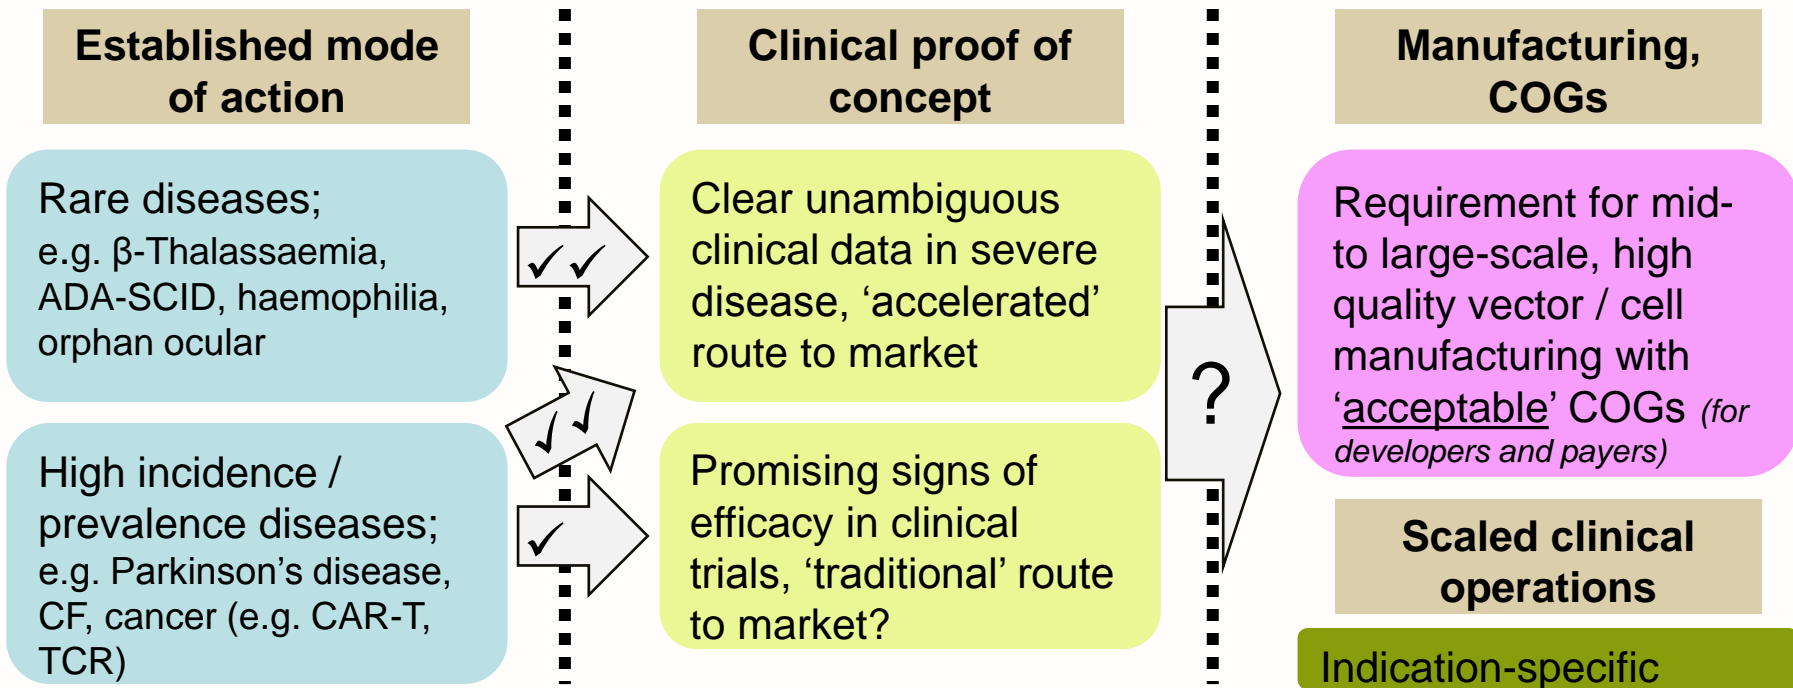 Established mode
of action
Rare diseases;
e.g. β-Thalassaemia,
ADA-SCID, haemophilia,
orphan ocular
High incidence /
prevalence diseases;
e.g. Parkinson’s disease,
CF, cancer (e.g. CAR-T,
TCR)
✓✓
✓✓
✓
Clinical proof of
concept
Clear unambiguous
clinical data in severe
disease, ‘accelerated’
route to market
Promising signs of
efficacy in clinical
trials, ‘traditional’ route
to market?
?
Manufacturing,
COGs
Requirement for mid-
to large-scale, high
quality vector / cell
manufacturing with
‘acceptable’ COGs (for
developers and payers)
Scaled clinical
operations
Indication-specific